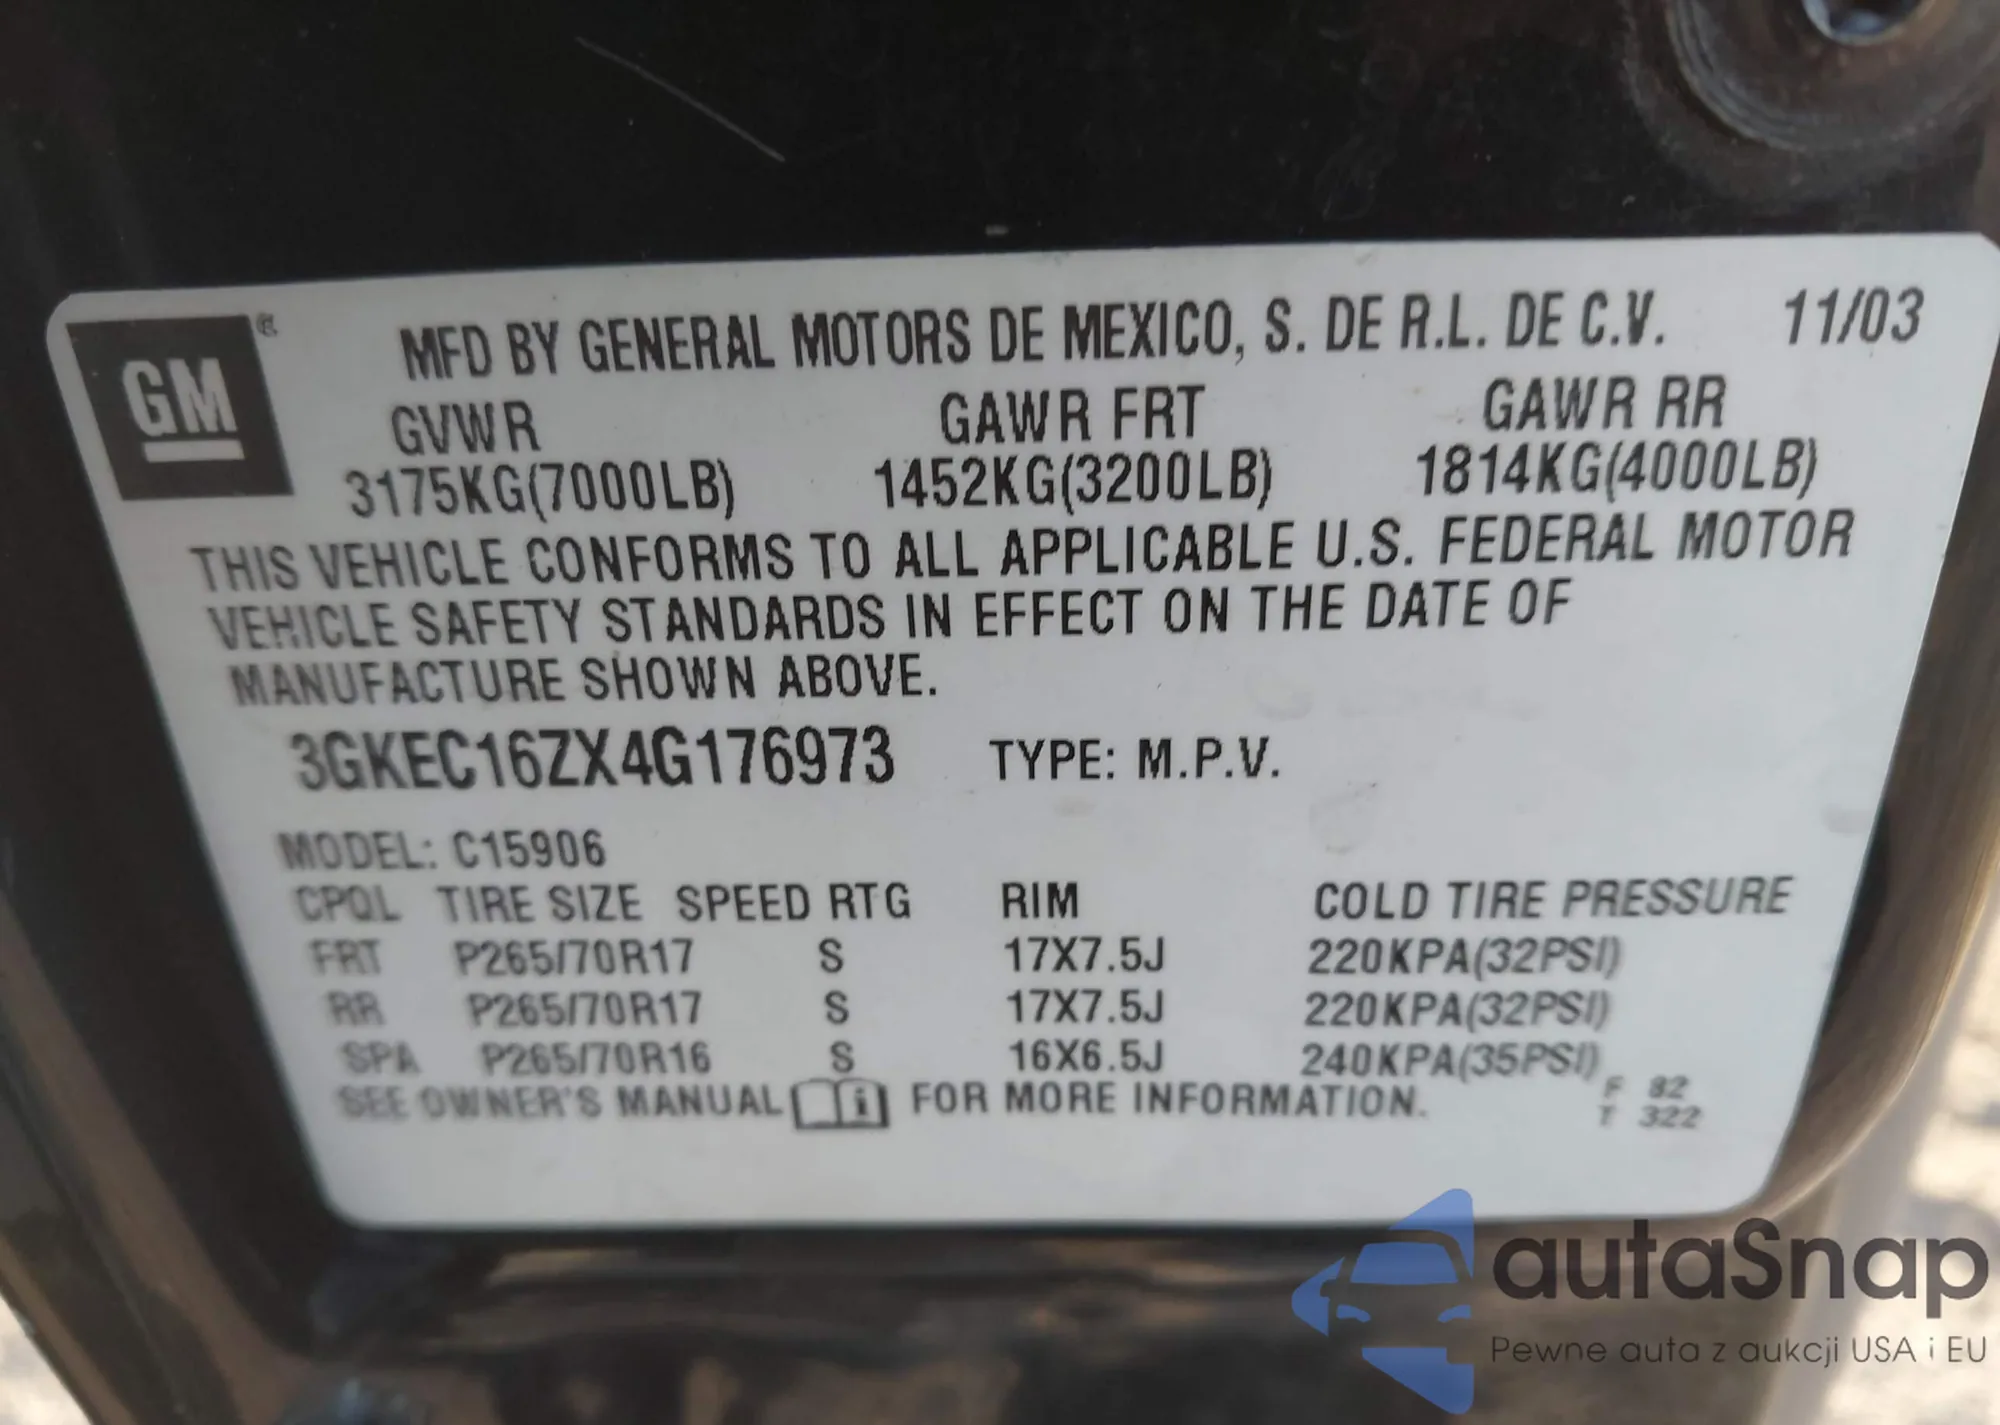 GM ®
MFD BY GENERAL MOTORS DE MEXICO, S. DE R.L. DE C.V. 11/03
GVWR GAWR FRT GAWR RR
3175KG(7000LB) 1452KG(3200LB) 1814KG(4000LB)
THIS VEHICLE CONFORMS TO ALL APPLICABLE U.S. FEDERAL MOTOR
VEHICLE SAFETY STANDARDS IN EFFECT ON THE DATE OF
MANUFACTURE SHOWN ABOVE.
3GKEC16ZX4G176973 TYPE: M.P.V.
MODEL: C15906
CPQL TIRE SIZE SPEED RTG RIM COLD TIRE PRESSURE
FRT P265/70R17 S 17X7.5J 220KPA(32PSI)
RR P265/70R17 S 17X7.5J 220KPA(32PSI)
SPA P265/70R16 S 16X6.5J 240KPA(35PSI)
SEE OWNER'S MANUAL i FOR MORE INFORMATION.
F 82
T 322
autaSnap
Pewne auta z aukcji USA i EU